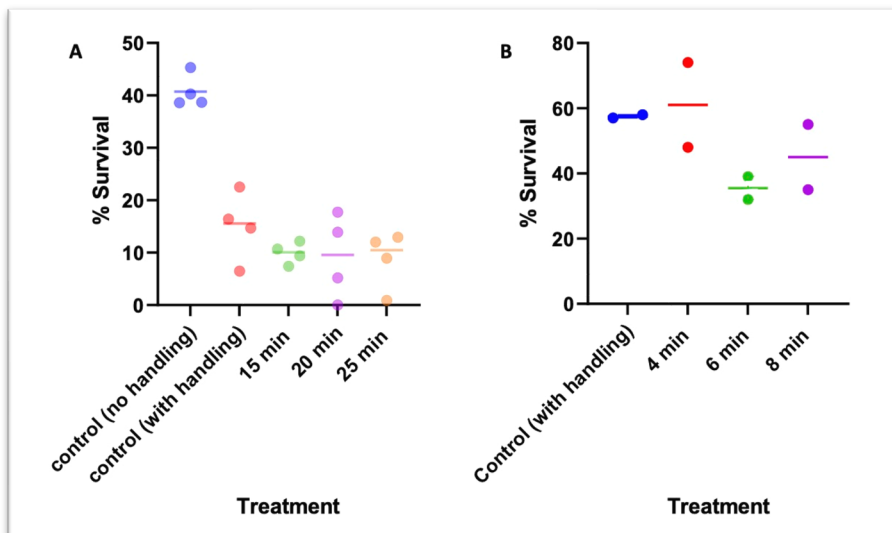 A
% Survival
50
40
30
20
10
0
control (no handling)
control (with handling)
15 min
20 min
25 min
Treatment
B
% Survival
80
60
40
20
0
Control (with handling)
4 min
6 min
8 min
Treatment